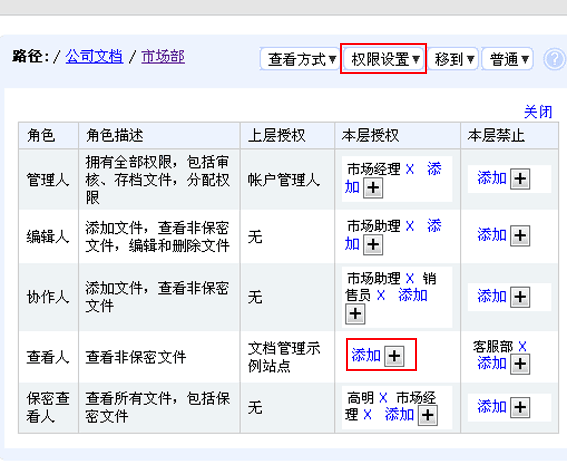 路径: / 公司文档 / 市场部 查看方式▼ 权限设置▼ 移到▼ 普通▼ ?
关闭
角色 角色描述 上层授权 本层授权 本层禁止
管理人 拥有全部权限，包括审核、存档文件，分配权限 帐户管理人 市场经理 X 添加 + 添加 +
编辑人 添加文件，查看非保密文件，编辑和删除文件 无 市场助理 X 添加 + 添加 +
协作人 添加文件，查看非保密文件 无 市场助理 X 销售员 X 添加 + 添加 +
查看人 查看非保密文件 文档管理示例站点 添加 + 客服部 X 添加 +
保密查看人 查看所有文件，包括保密文件 无 高明 X 市场经理 X 添加 + 添加 +